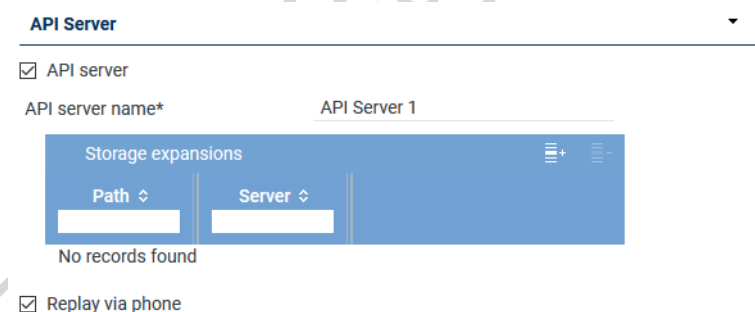 API Server
API server
API server name* API Server 1
Storage expansions
Path Server
No records found
Replay via phone